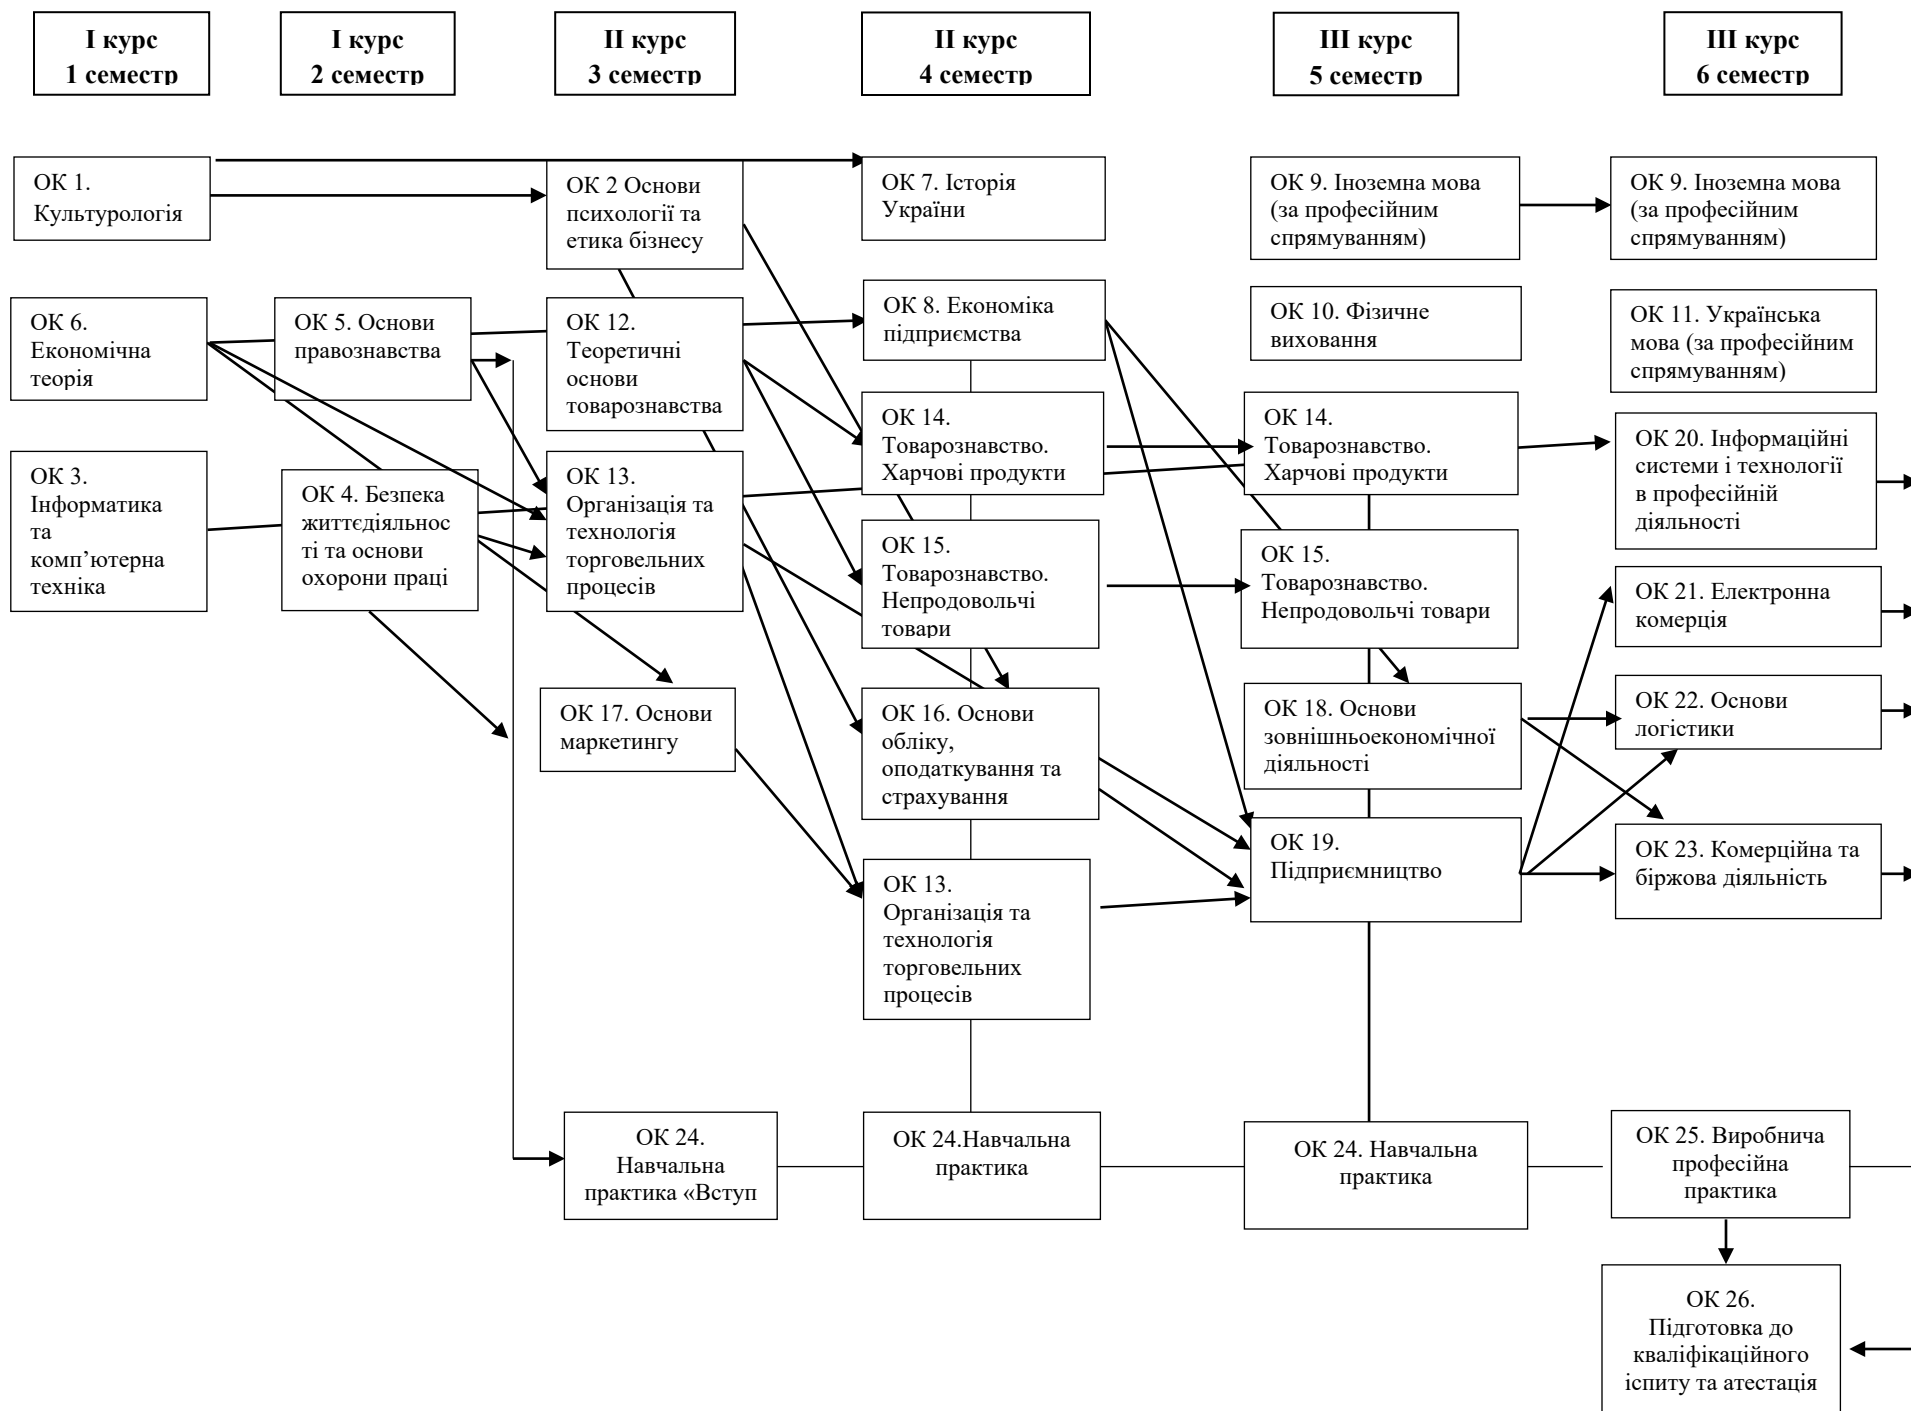 І курс
1 семестр
І курс
2 семестр
ІІ курс
3 семестр
ІІ курс
4 семестр
ІІІ курс
5 семестр
ІІІ курс
6 семестр
ОК 1.
Культурологія
ОК 2 Основи
психології та
етика бізнесу
ОК 7. Історія
України
ОК 9. Іноземна мова
(за професійним
спрямуванням)
ОК 9. Іноземна мова
(за професійним
спрямуванням)
ОК 6.
Економічна
теорія
ОК 5. Основи
правознавства
ОК 12.
Теоретичні
основи
товарознавства
ОК 8. Економіка
підприємства
ОК 10. Фізичне
виховання
ОК 11. Українська
мова (за професійним
спрямуванням)
ОК 14.
Товарознавство.
Харчові продукти
ОК 14.
Товарознавство.
Харчові продукти
ОК 20. Інформаційні
системи і технології
в професійній
діяльності
ОК 3.
Інформатика
та
комп’ютерна
техніка
ОК 4. Безпека
життєдіяльнос
ті та основи
охорони праці
ОК 13.
Організація та
технологія
торговельних
процесів
ОК 15.
Товарознавство.
Непродовольчі
товари
ОК 15.
Товарознавство.
Непродовольчі товари
ОК 21. Електронна
комерція
ОК 17. Основи
маркетингу
ОК 16. Основи
обліку,
оподаткування та
страхування
ОК 18. Основи
зовнішньоекономічної
діяльності
ОК 22. Основи
логістики
ОК 13.
Організація та
технологія
торговельних
процесів
ОК 19.
Підприємництво
ОК 23. Комерційна та
біржова діяльність
ОК 24.
Навчальна
практика «Вступ
ОК 24.Навчальна
практика
ОК 24. Навчальна
практика
ОК 25. Виробнича
професійна
практика
ОК 26.
Підготовка до
кваліфікаційного
іспиту та атестація